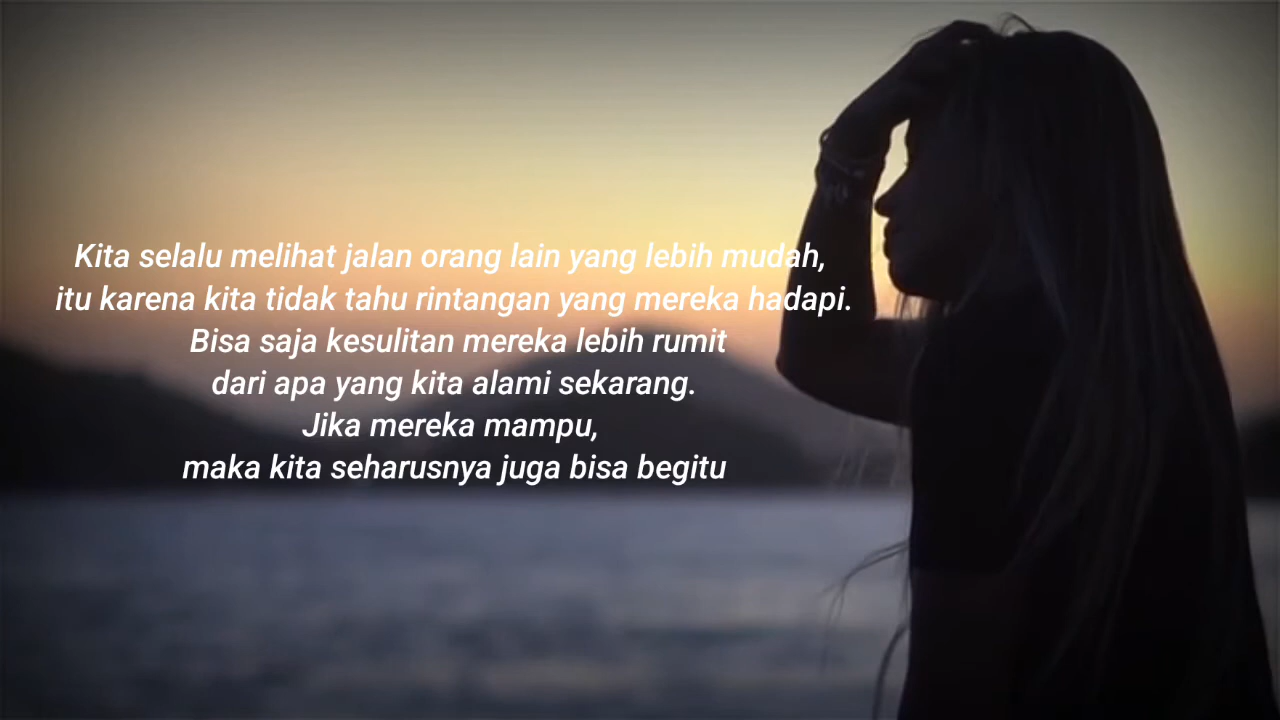 Kita selalu melihat jalan orang lain yang lebih mudah,
itu karena kita tidak tahu rintangan yang mereka hadapi.
Bisa saja kesulitan mereka lebih rumit
dari apa yang kita alami sekarang.
Jika mereka mampu,
maka kita seharusnya juga bisa begitu